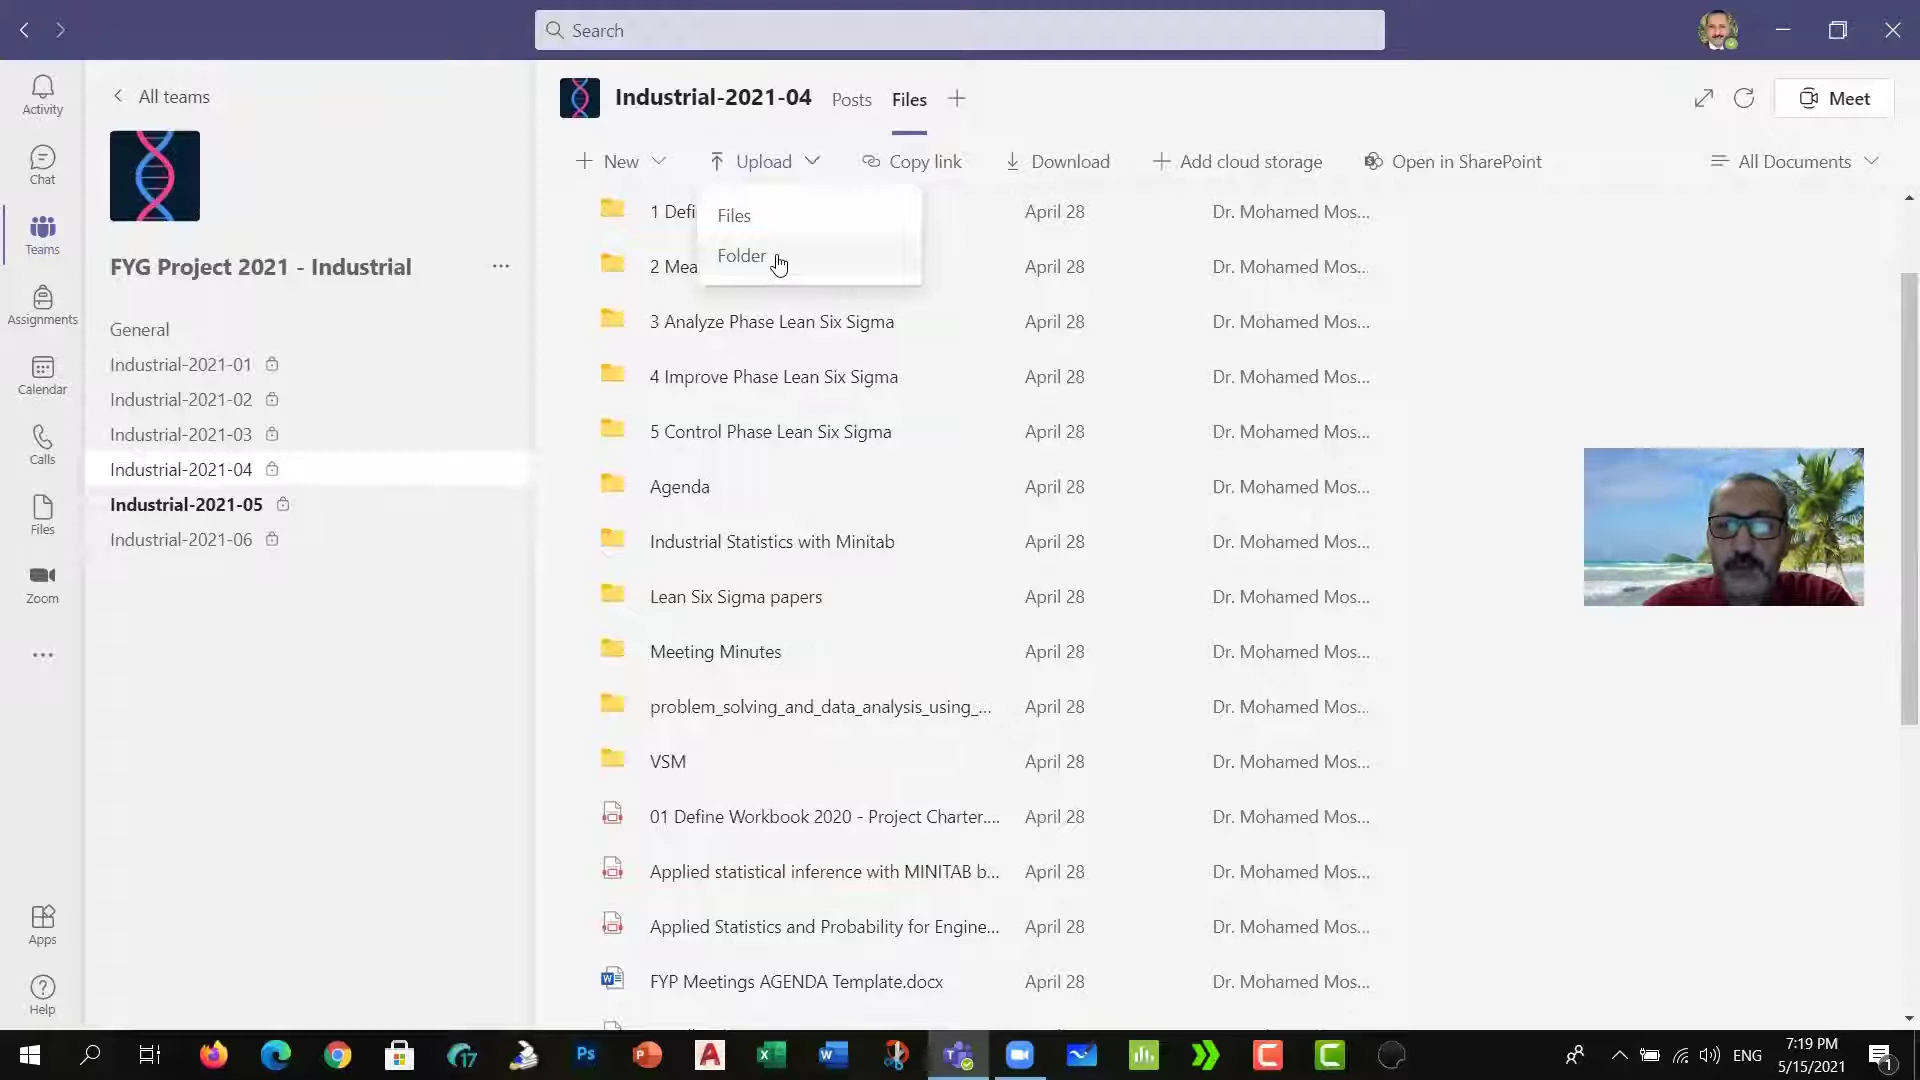 Search
Activity
Chat
Teams
Assignments
Calendar
Calls
Files
Zoom
Apps
Help
All teams
FYG Project 2021 - Industrial
General
Industrial-2021-01
Industrial-2021-02
Industrial-2021-03
Industrial-2021-04
Industrial-2021-05
Industrial-2021-06
Industrial-2021-04 Posts Files
Meet
New Upload Copy link Download Add cloud storage Open in SharePoint All Documents
Files
Folder
1 Defi April 28 Dr. Mohamed Mos...
2 Mea April 28 Dr. Mohamed Mos...
3 Analyze Phase Lean Six Sigma April 28 Dr. Mohamed Mos...
4 Improve Phase Lean Six Sigma April 28 Dr. Mohamed Mos...
5 Control Phase Lean Six Sigma April 28 Dr. Mohamed Mos...
Agenda April 28 Dr. Mohamed Mos...
Industrial Statistics with Minitab April 28 Dr. Mohamed Mos...
Lean Six Sigma papers April 28 Dr. Mohamed Mos...
Meeting Minutes April 28 Dr. Mohamed Mos...
problem_solving_and_data_analysis_using_... April 28 Dr. Mohamed Mos...
VSM April 28 Dr. Mohamed Mos...
01 Define Workbook 2020 - Project Charter.... April 28 Dr. Mohamed Mos...
Applied statistical inference with MINITAB b... April 28 Dr. Mohamed Mos...
Applied Statistics and Probability for Engine... April 28 Dr. Mohamed Mos...
FYP Meetings AGENDA Template.docx April 28 Dr. Mohamed Mos...
17
Ps
ENG
7:19 PM
5/15/2021
1